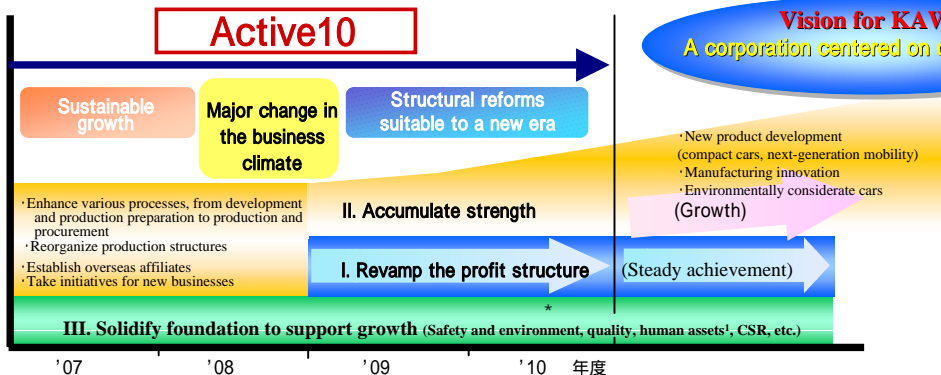 Active10
Vision for KAW
A corporation centered on
Sustainable
growth
Major change in
the business
climate
Structural reforms
suitable to a new era
·New product development
(compact cars, next-generation mobility)
·Manufacturing innovation
·Environmentally considerate cars
(Growth)
·Enhance various processes, from development
and production preparation to production and
procurement
·Reorganize production structures
·Establish overseas affiliates
·Take initiatives for new businesses
II. Accumulate strength
I. Revamp the profit structure
(Steady achievement)
*
III. Solidify foundation to support growth (Safety and environment, quality, human assets¹, CSR, etc.)
’07 ’08 ’09 ’10 年度